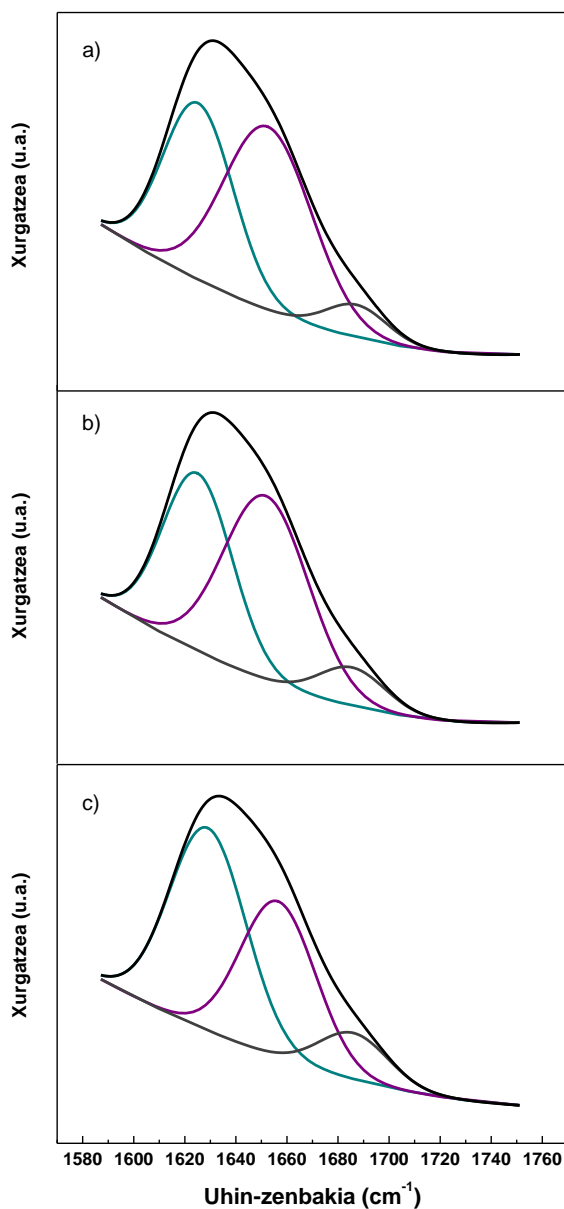 a)
Xurgatzea (u.a.)
b)
Xurgatzea (u.a.)
c)
Xurgatzea (u.a.)
1580 1600 1620 1640 1660 1680 1700 1720 1740 1760
Uhin-zenbakia (cm⁻¹)